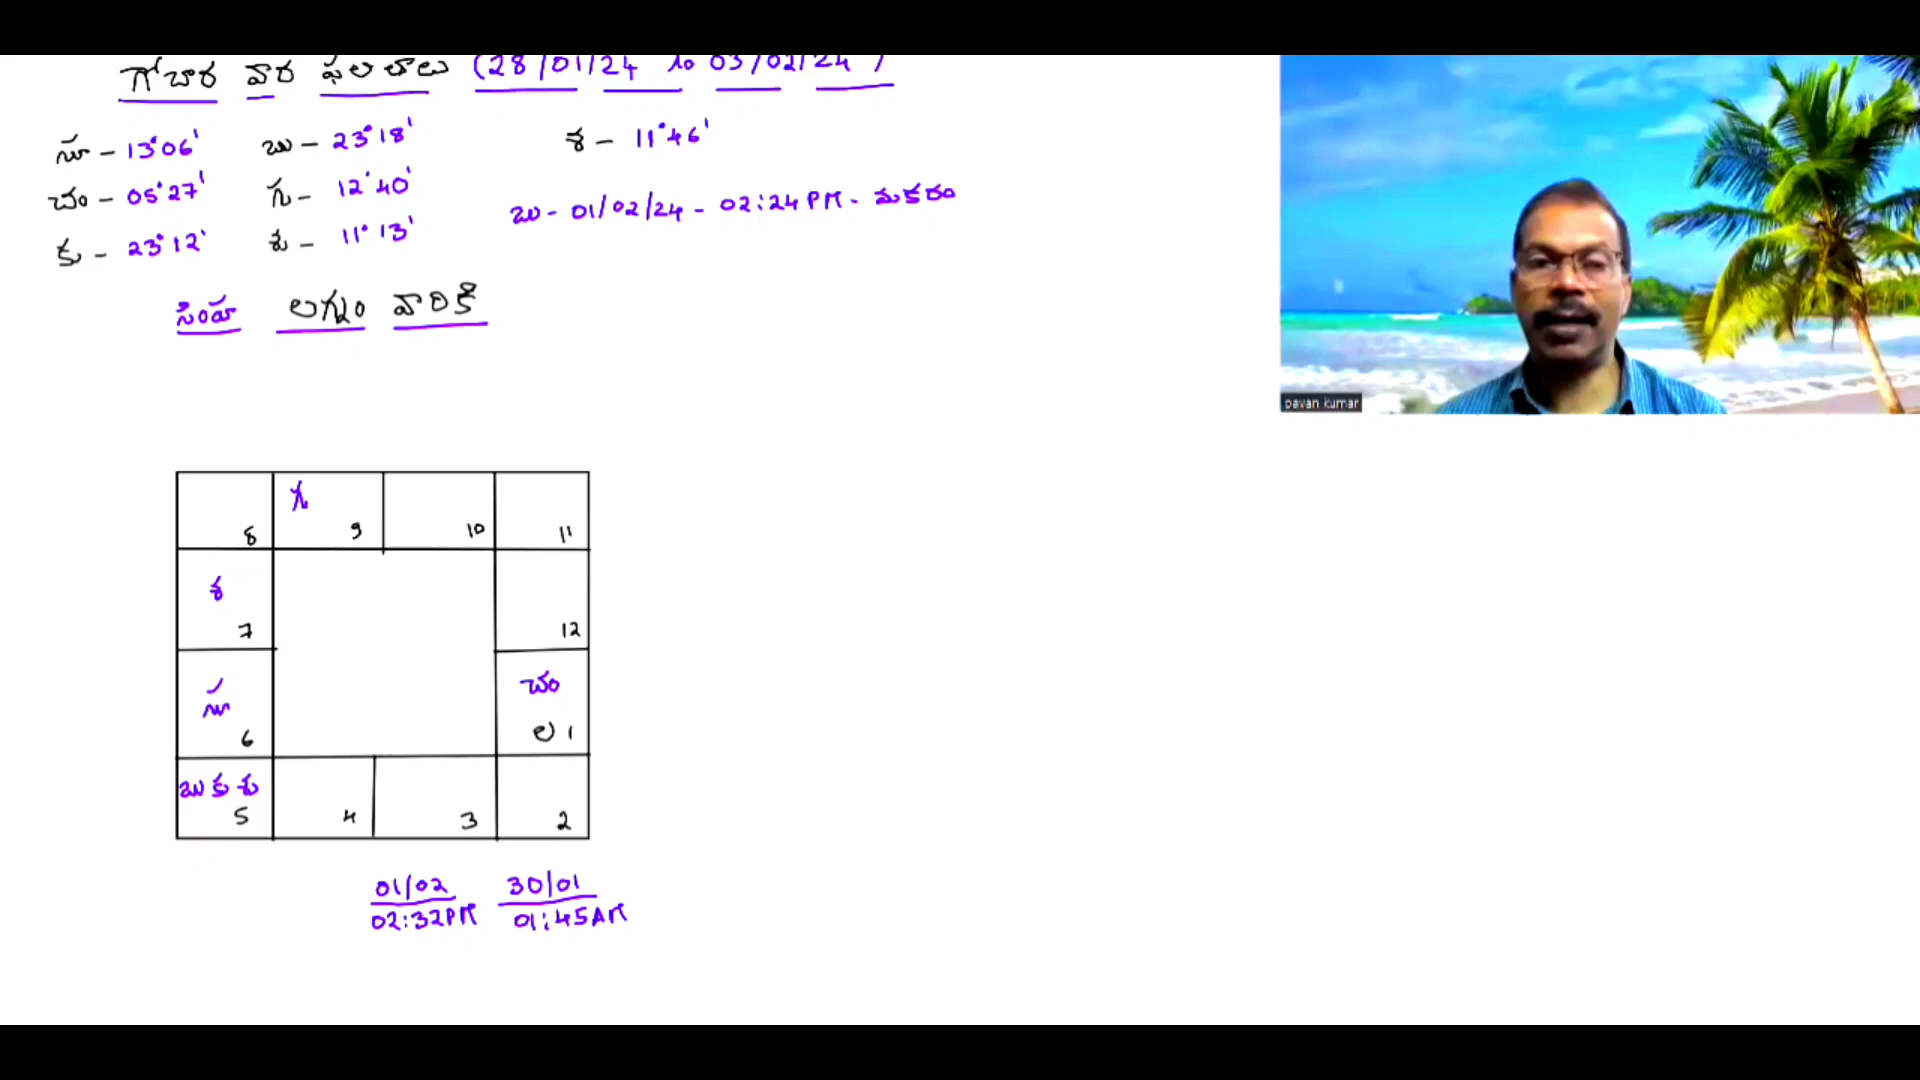 గోచార వార ఫలితాలు (28/01/24 to 03/02/24)
సూ - 13°06' బు - 23°18' శ - 11°46'
చం - 05°27' గు - 12°40' బు - 01/02/24 - 02:24PM - మకరం
కు - 23°12' శు - 11°13'
సింహ లగ్నం వారికి
pavan kumar
8 గు 9 10 11
శ 7 12
సూ 6 చం ల 1
బు కు శు 5 4 3 2
01/02 30/01
02:32PM 01:45AM